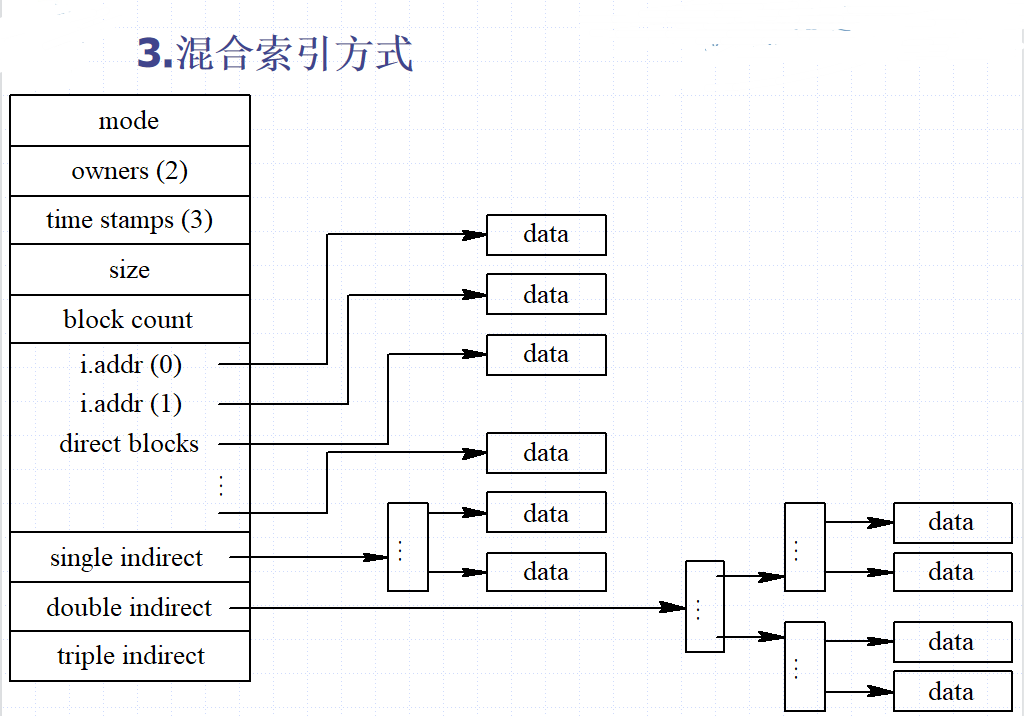 3.混合索引方式
mode
owners (2)
time stamps (3)
size
block count
i.addr (0)
i.addr (1)
direct blocks
⋮
single indirect
double indirect
triple indirect
data
data
data
data
data
data
⋮
⋮
⋮
data
data
⋮
data
data